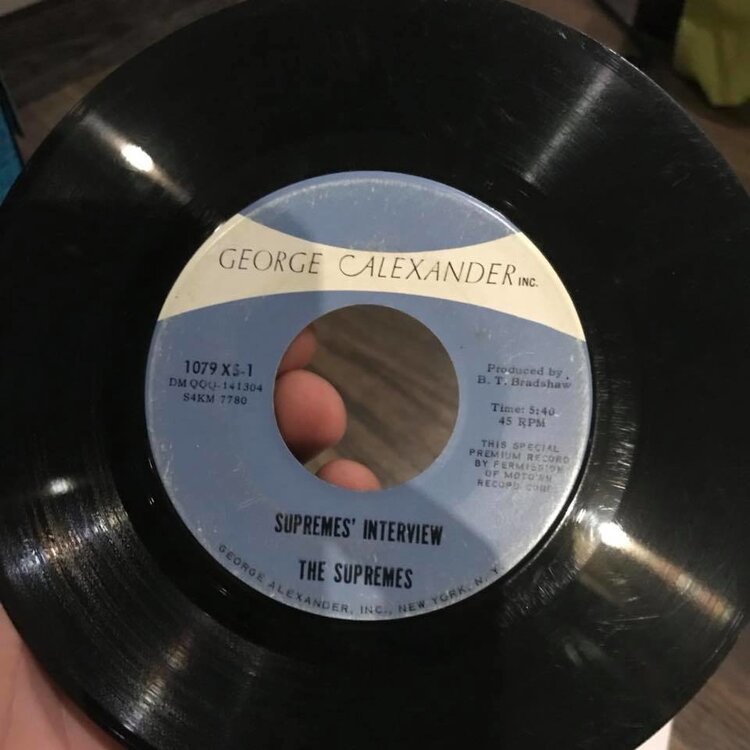 GEORGE ALEXANDER INC.
1079 XS-1
DM QQQ-141304
S4KM 7780
Produced by
B. T. Bradshaw
Time: 5:40
45 RPM
THIS SPECIAL
PREMIUM RECORD
BY PERMISSION
OF MOTOWN
RECORD CORP.
SUPREMES' INTERVIEW
THE SUPREMES
GEORGE ALEXANDER, INC., NEW YORK, N. Y.